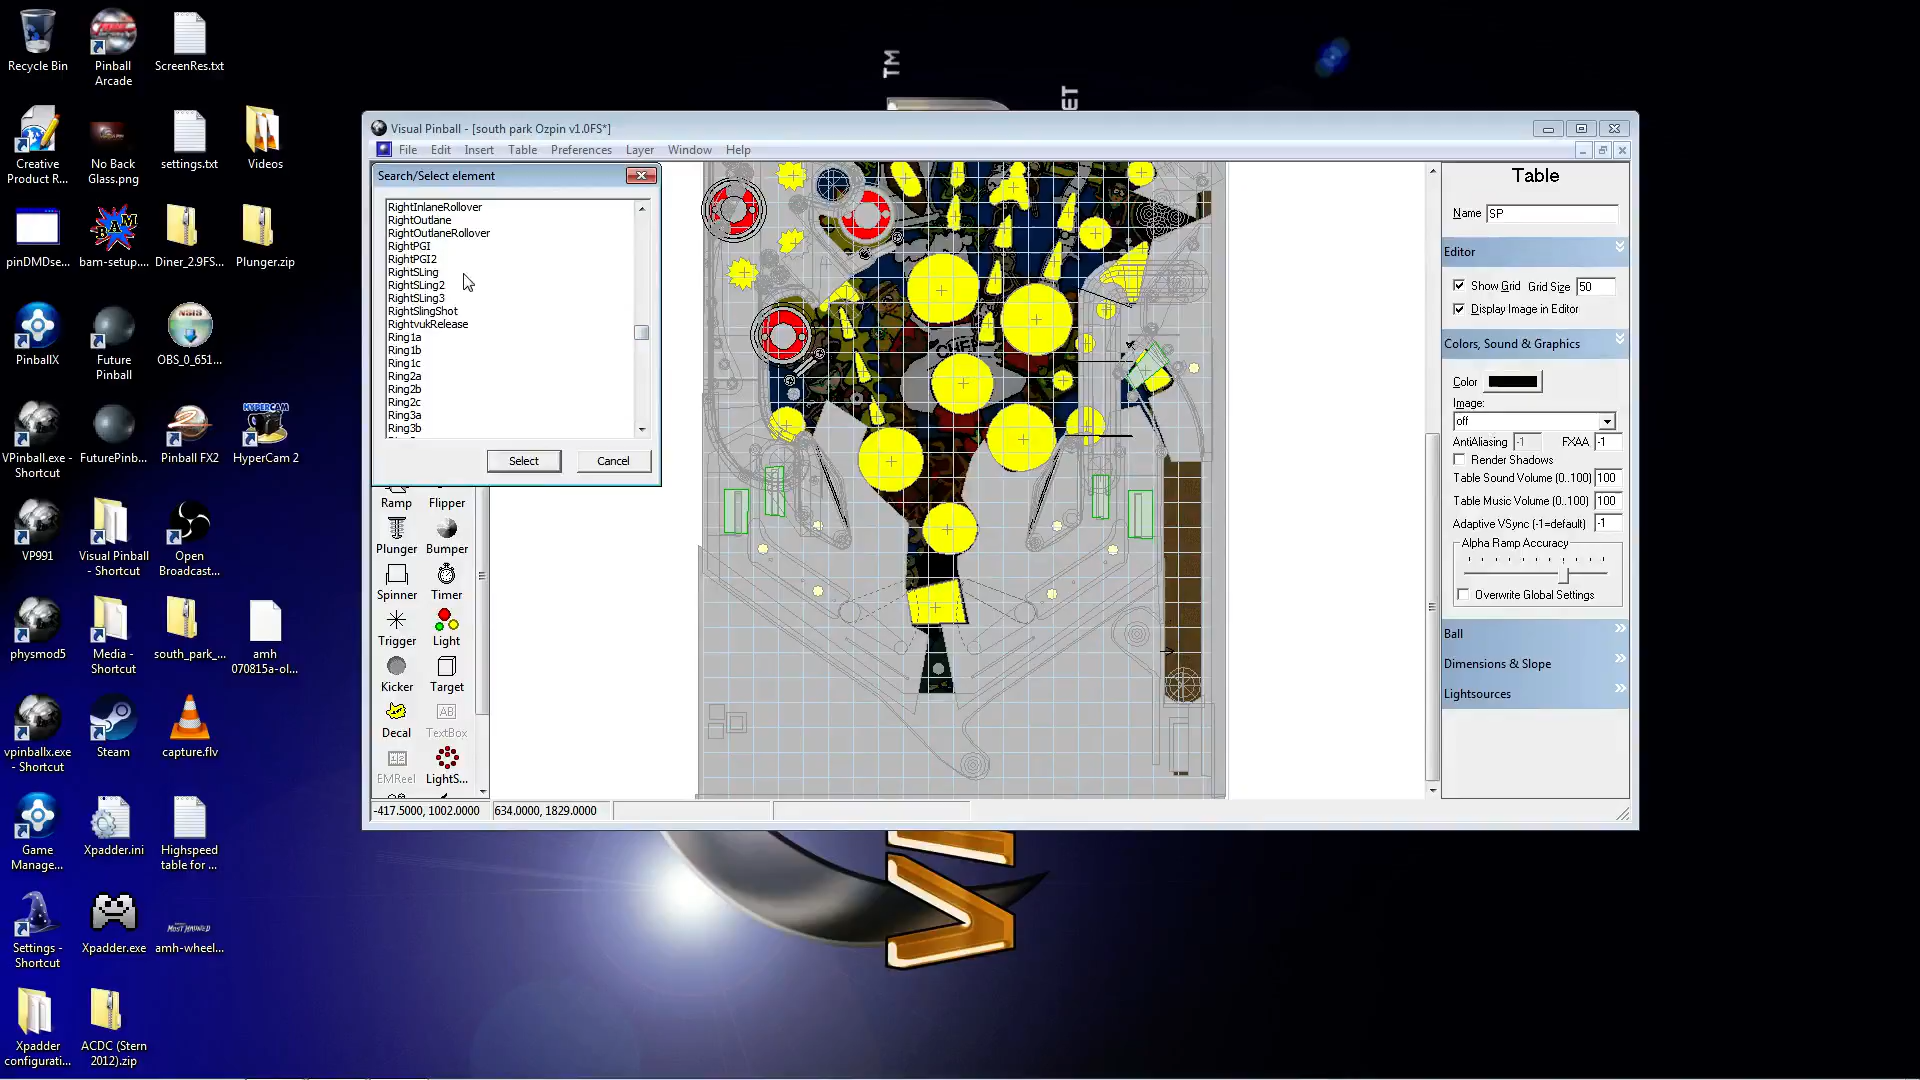 Recycle Bin
Pinball
Arcade
ScreenRes.txt
Creative
Product R...
No Back
Glass.png
settings.txt
Videos
pinDMDse...
bam-setup....
Diner_2.9FS...
Plunger.zip
PinballX
Future
Pinball
OBS_0_651...
VPinball.exe -
Shortcut
FuturePinb...
Pinball FX2
HyperCam 2
VP991
Visual Pinball
- Shortcut
Open
Broadcast...
physmod5
Media -
Shortcut
south_park_...
amh
070815a-ol...
vpinballx.exe
- Shortcut
Steam
capture.flv
Game
Manage...
Xpadder.ini
Highspeed
table for ...
Settings -
Shortcut
Xpadder.exe
amh-wheel...
Xpadder
configurati...
ACDC (Stern
2012).zip
TM
ET
Visual Pinball - [south park Ozpin v1.0FS*]
File Edit Insert Table Preferences Layer Window Help
Search/Select element
RightInlaneRollover
RightOutlane
RightOutlaneRollover
RightPGI
RightPGI2
RightSLing
RightSLing2
RightSLing3
RightSlingShot
RightvukRelease
Ring1a
Ring1b
Ring1c
Ring2a
Ring2b
Ring2c
Ring3a
Ring3b
Select Cancel
Ramp Flipper
Plunger Bumper
Spinner Timer
Trigger Light
Kicker Target
Decal TextBox
EMReel LightS...
CHEF
-417.5000, 1002.0000 634.0000, 1829.0000
Table
Name SP
Editor
Show Grid Grid Size 50
Display Image in Editor
Colors, Sound & Graphics
Color
Image:
off
AntiAliasing -1 FXAA -1
Render Shadows
Table Sound Volume (0..100) 100
Table Music Volume (0..100) 100
Adaptive VSync (-1=default) -1
Alpha Ramp Accuracy
Overwrite Global Settings
Ball
Dimensions & Slope
Lightsources